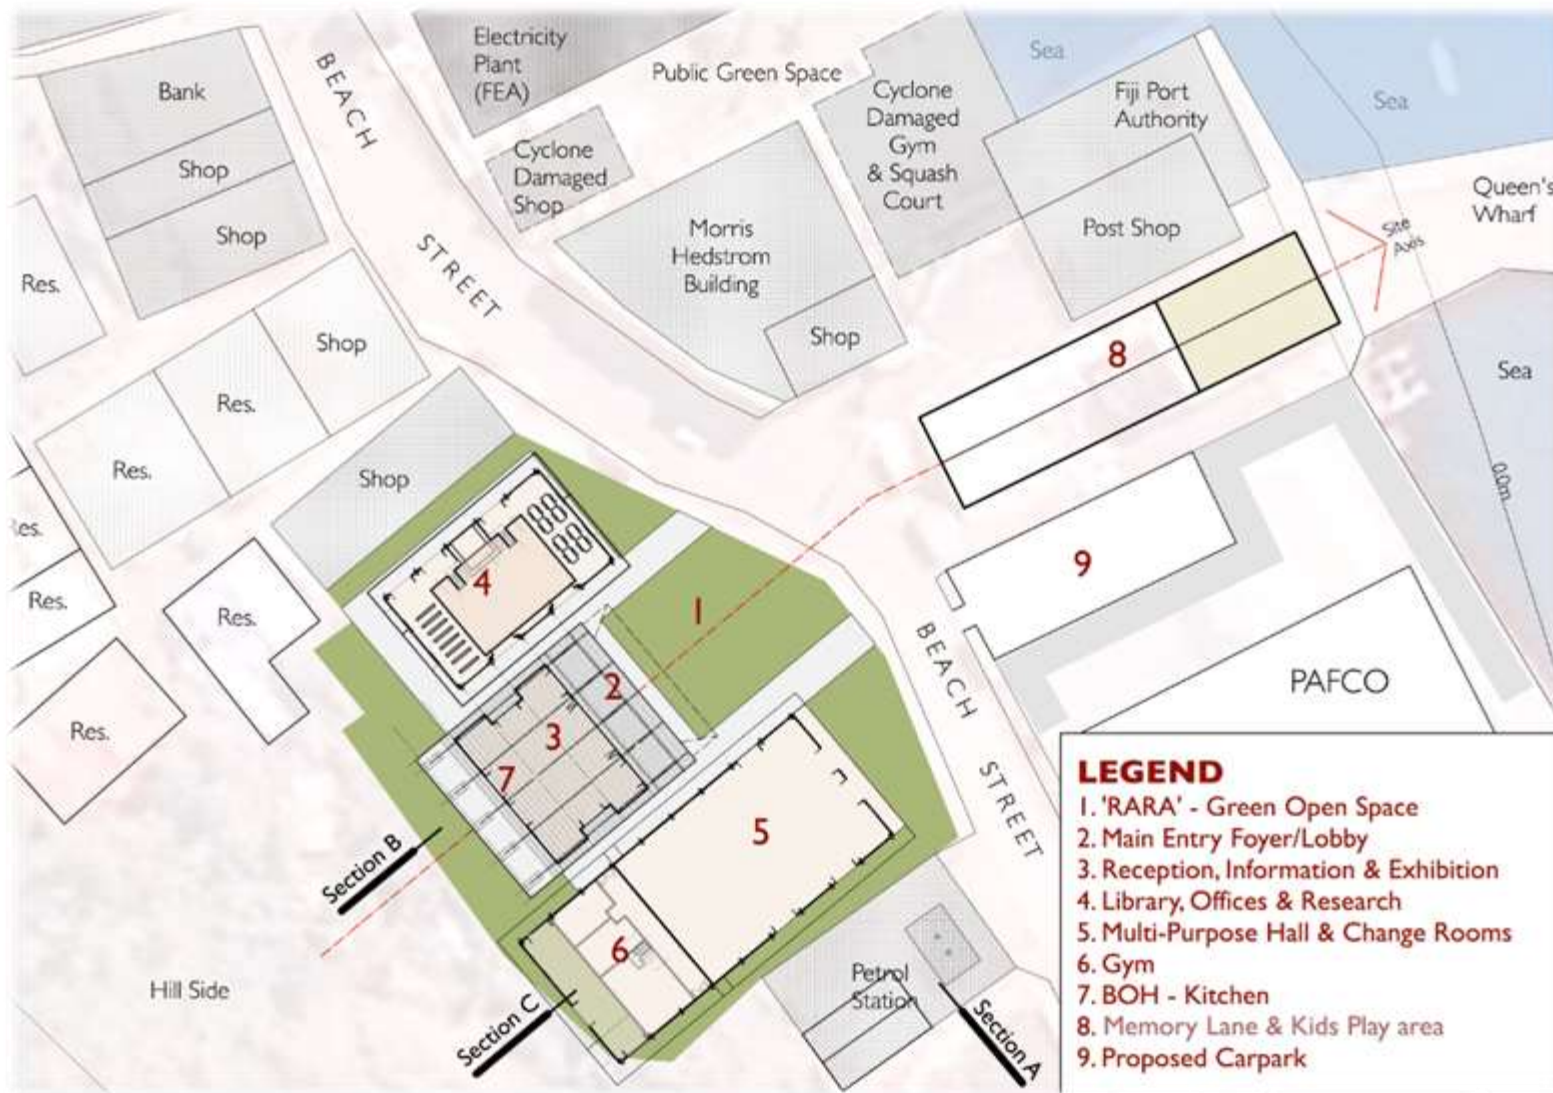 Electricity
Plant
(FEA)
Public Green Space
Sea
Sea
Bank
BEACH
Cyclone
Damaged
Gym
& Squash
Court
Fiji Port
Authority
Shop
Cyclone
Damaged
Shop
Queen's
Wharf
Shop
STREET
Morris
Hedstrom
Building
Post Shop
Site
Axis
Res.
Shop
Shop
8
Sea
Res.
Res.
Shop
0.0m.
Res.
4
9
Res.
Res.
1
BEACH
2
PAFCO
Res.
3
7
STREET
5
Section B
6
Hill Side
Petrol
Station
Section C
Section A
LEGEND
1. 'RARA' - Green Open Space
2. Main Entry Foyer/Lobby
3. Reception, Information & Exhibition
4. Library, Offices & Research
5. Multi-Purpose Hall & Change Rooms
6. Gym
7. BOH - Kitchen
8. Memory Lane & Kids Play area
9. Proposed Carpark